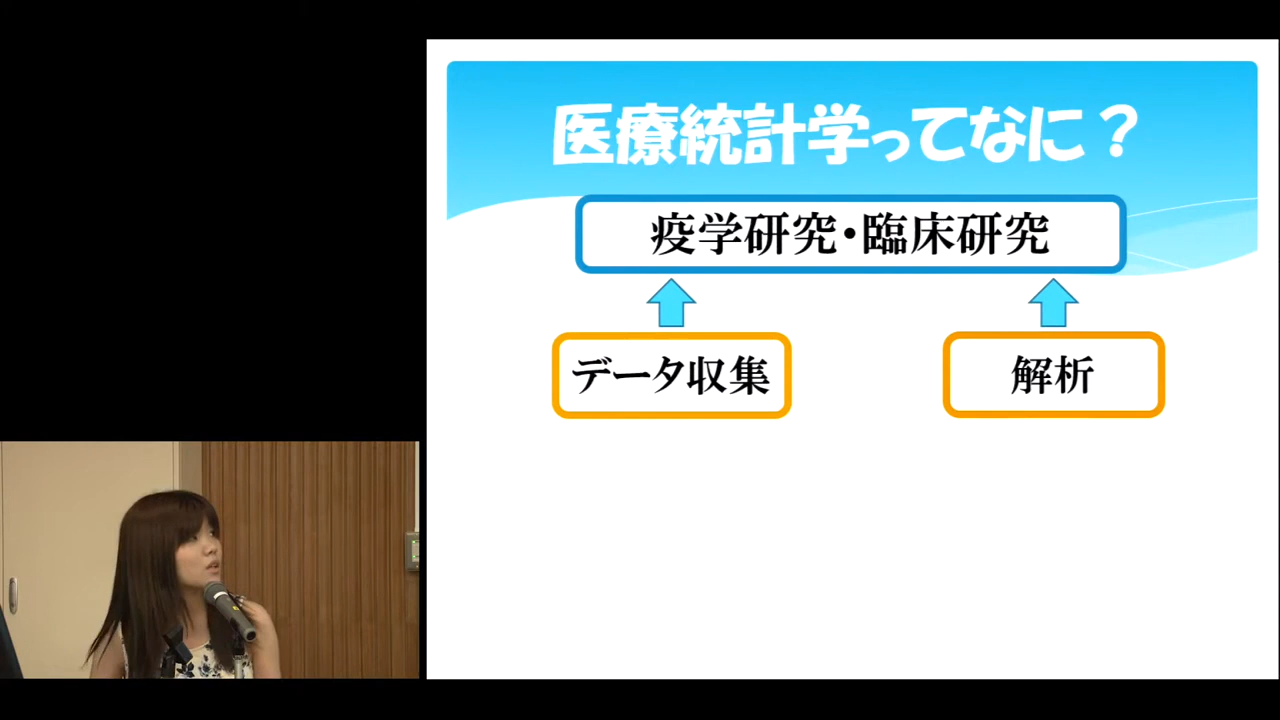 医療統計学ってなに？
疫学研究・臨床研究
データ収集
解析